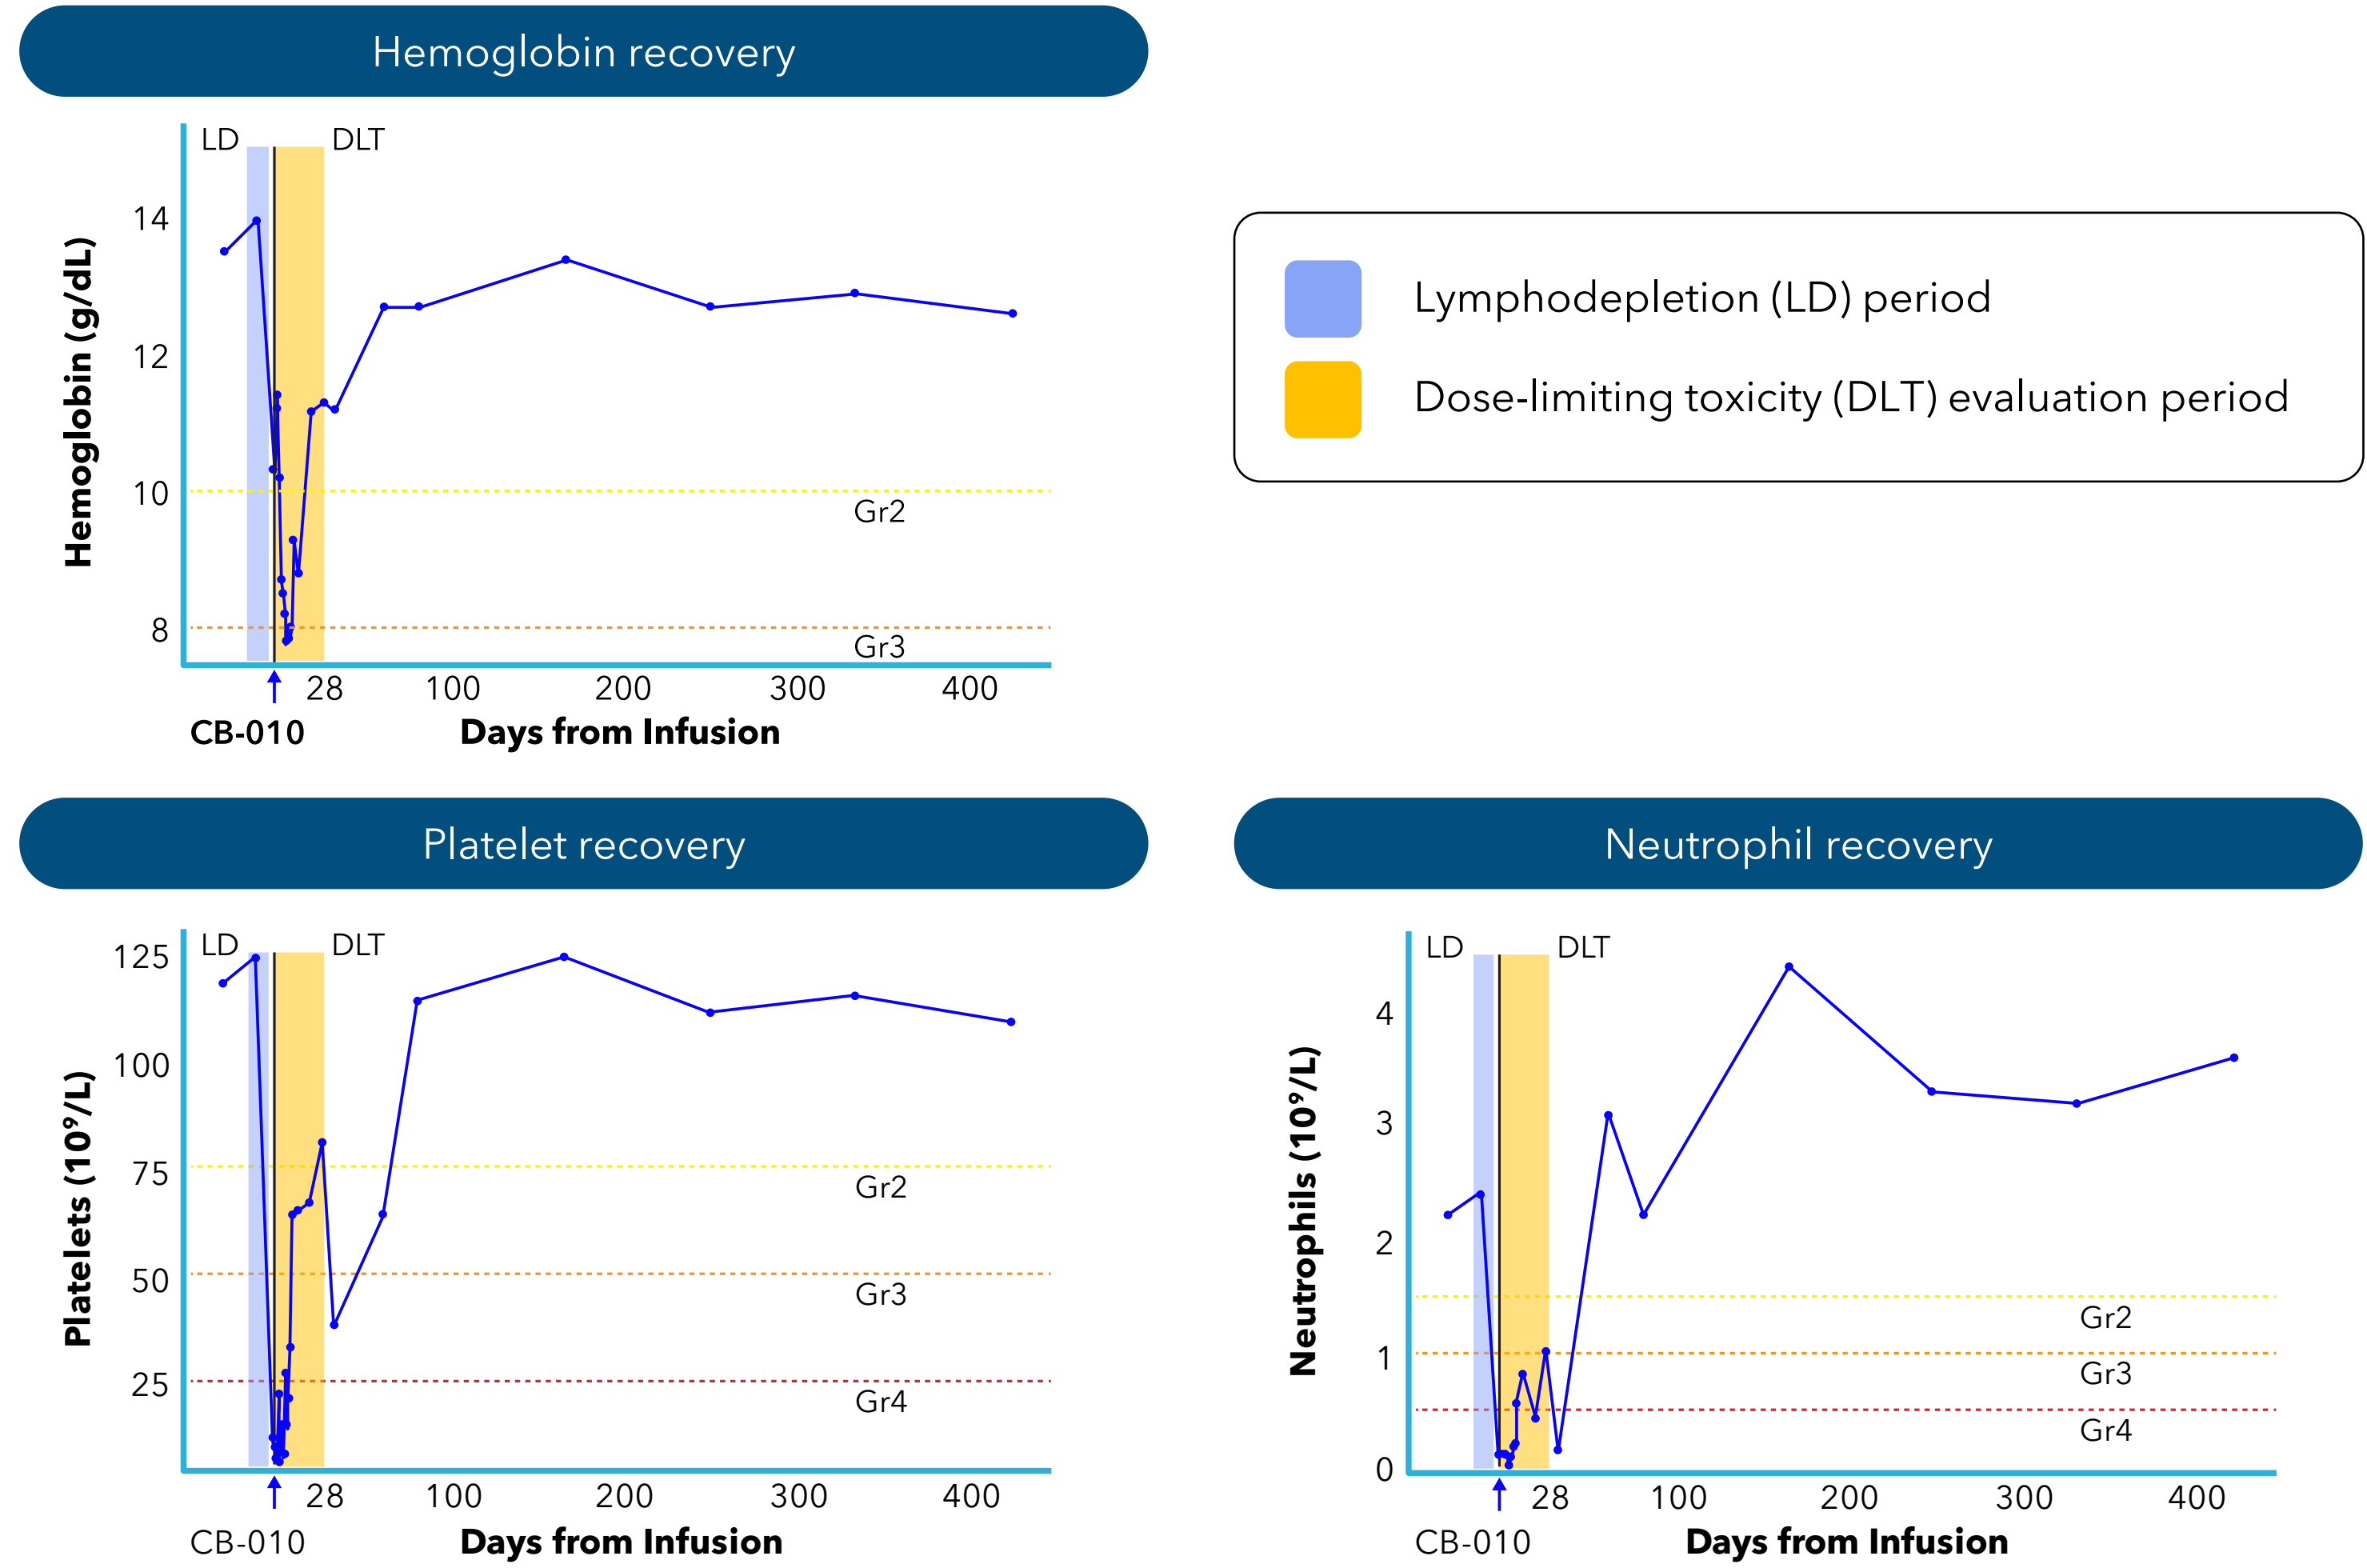 Hemoglobin recovery
LD
DLT
14
12
10
8
Hemoglobin (g/dL)
Gr2
Gr3
28
100
200
300
400
CB-010
Days from Infusion
Lymphodepletion (LD) period
Dose-limiting toxicity (DLT) evaluation period
Platelet recovery
LD
DLT
125
100
75
50
25
Platelets (10⁹/L)
Gr2
Gr3
Gr4
28
100
200
300
400
CB-010
Days from Infusion
Neutrophil recovery
LD
DLT
4
3
2
1
0
Neutrophils (10⁹/L)
Gr2
Gr3
Gr4
28
100
200
300
400
CB-010
Days from Infusion